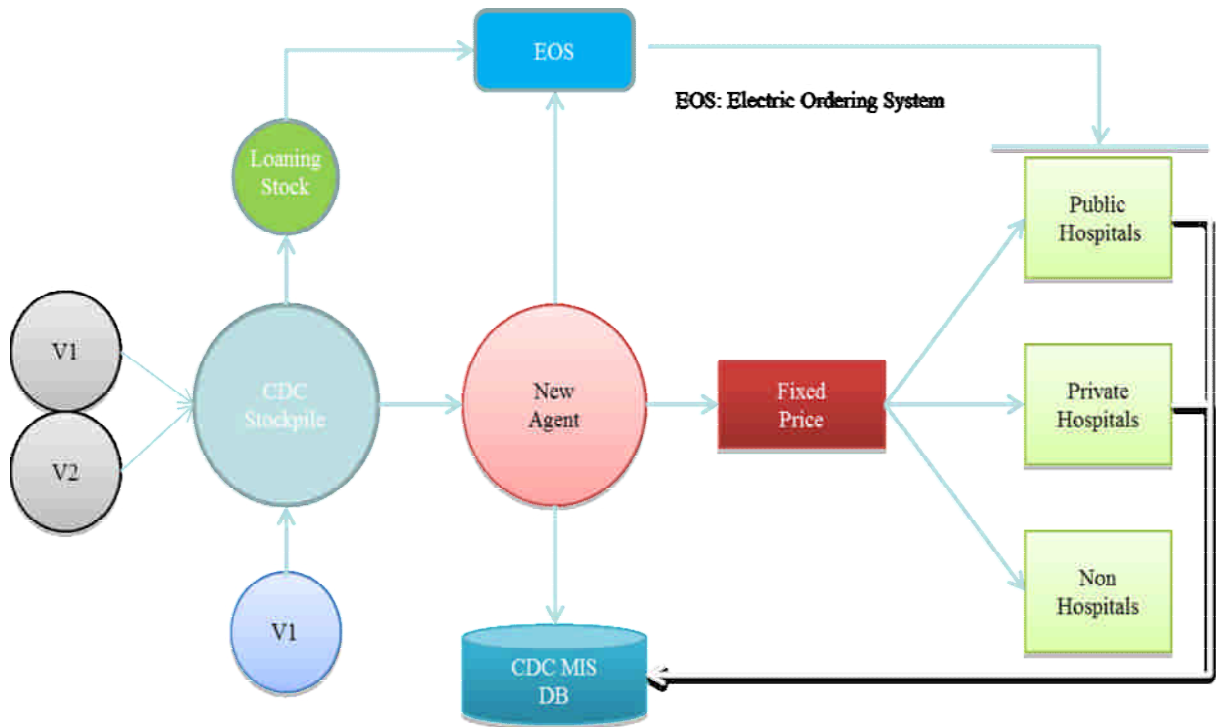 EOS
EOS: Electric Ordering System
Loaning
Stock
Public
Hospitals
V1
V2
CDC
Stockpile
New
Agent
Fixed
Price
Private
Hospitals
Non
Hospitals
V1
CDC MIS
DB